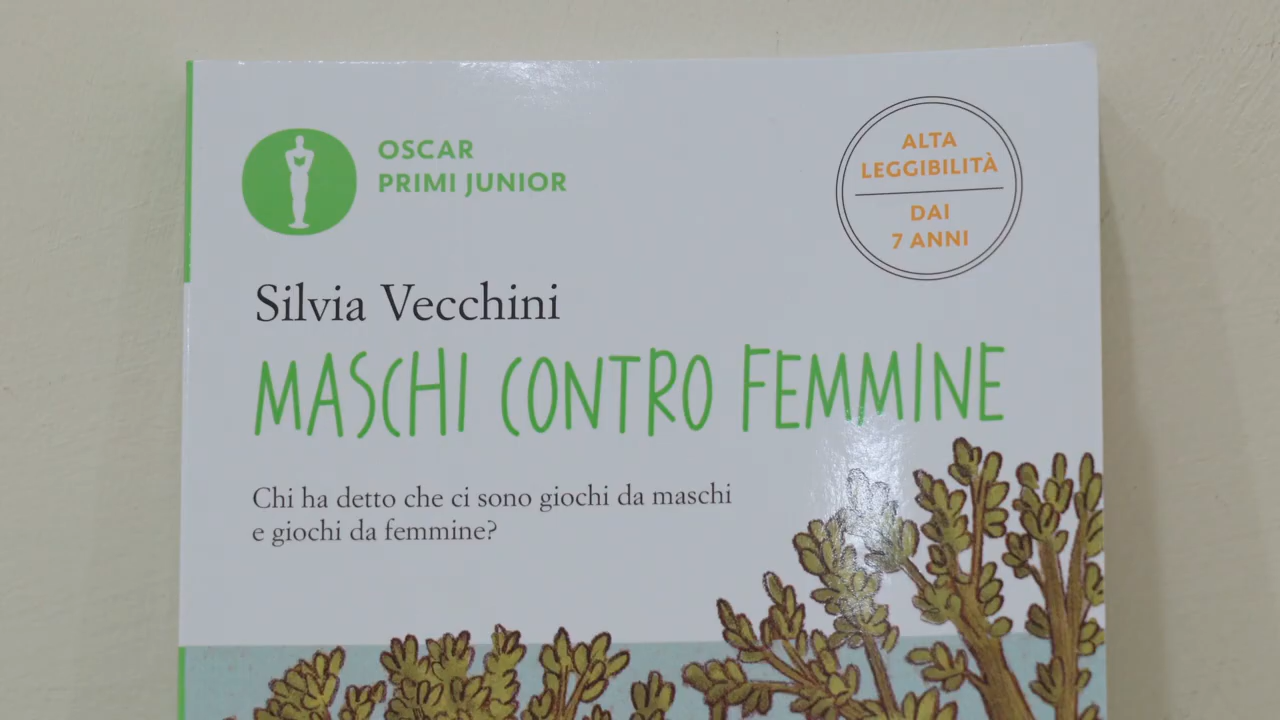 OSCAR
PRIMI JUNIOR
ALTA
LEGGIBILITÀ
DAI
7 ANNI
Silvia Vecchini
MASCHI CONTRO FEMMINE
Chi ha detto che ci sono giochi da maschi
e giochi da femmine?